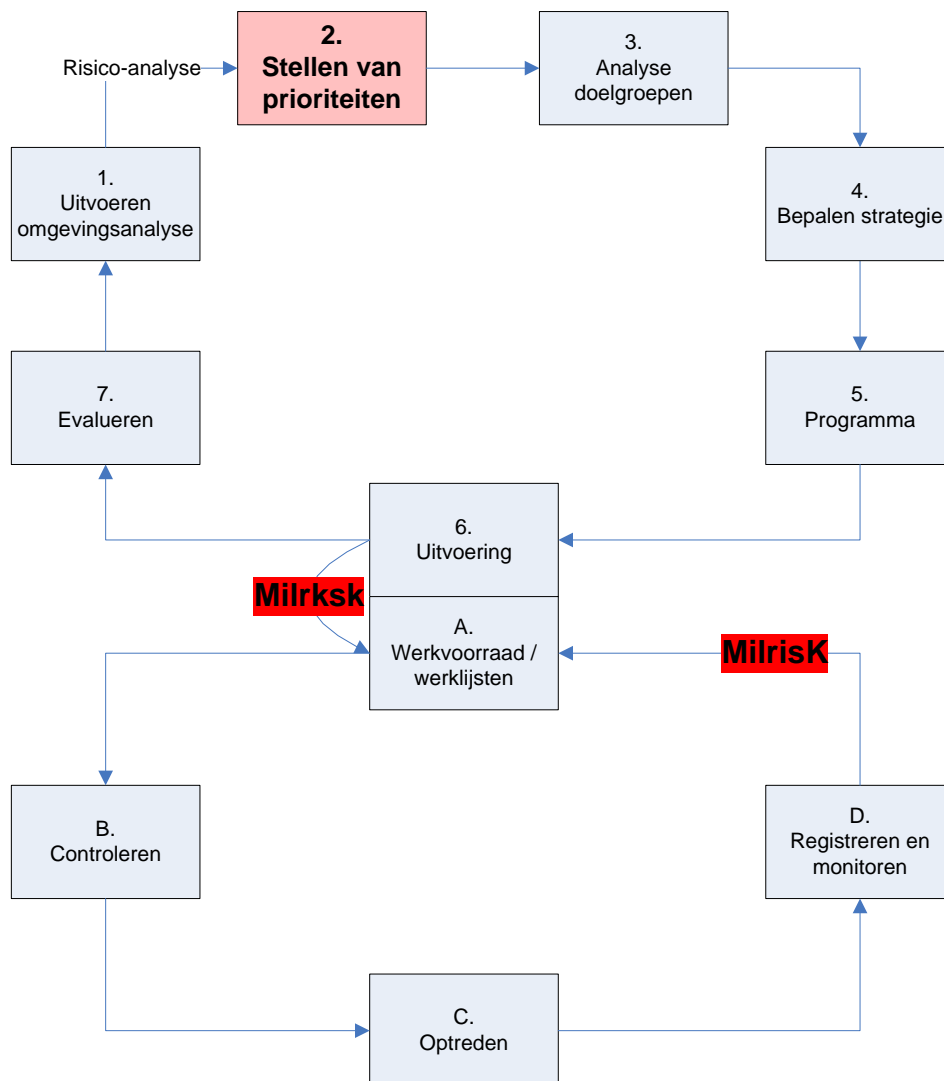 2.
Stellen van
prioriteiten
3.
Analyse
doelgroepen
Risico-analyse
1.
Uitvoeren
omgevingsanalyse
4.
Bepalen strategie
7.
Evalueren
5.
Programma
6.
Uitvoering
Milrksk
A.
Werkvoorraad /
werklijsten
MilrisK
B.
Controleren
D.
Registreren en
monitoren
C.
Optreden